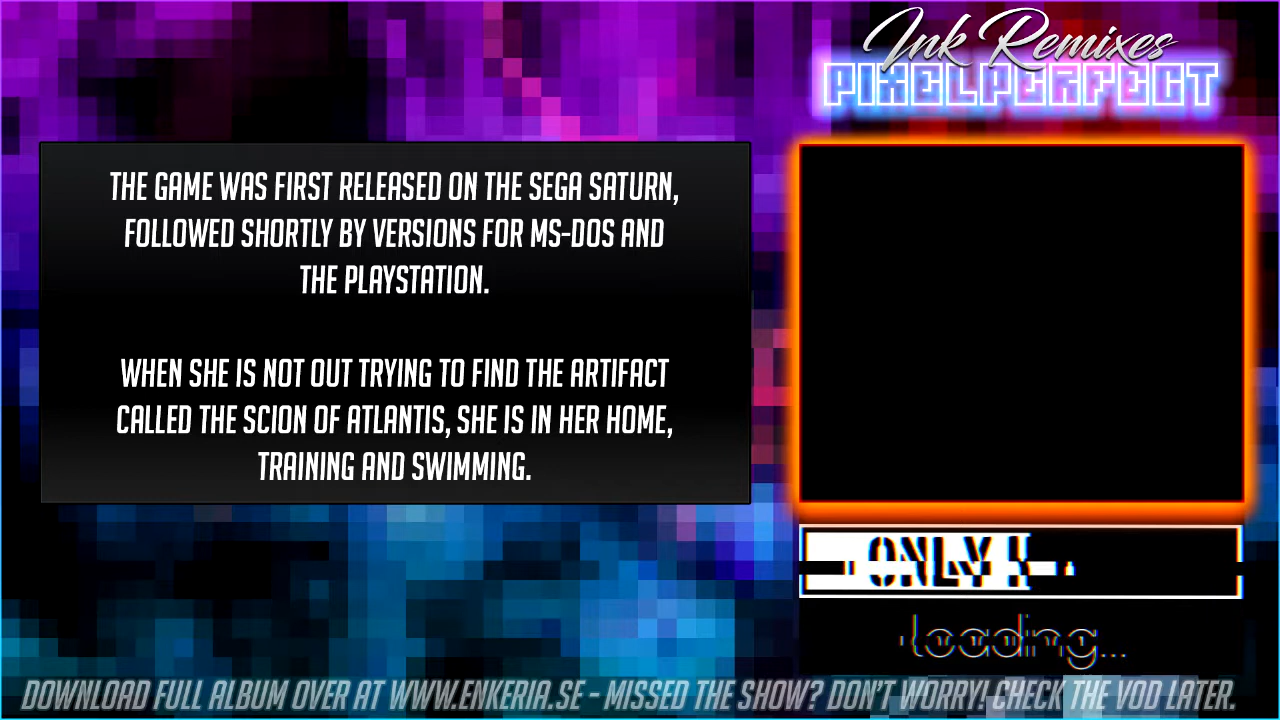 Ink Remixes
PIXELPERFECT
THE GAME WAS FIRST RELEASED ON THE SEGA SATURN,
FOLLOWED SHORTLY BY VERSIONS FOR MS-DOS AND
THE PLAYSTATION.
WHEN SHE IS NOT OUT TRYING TO FIND THE ARTIFACT
CALLED THE SCION OF ATLANTIS, SHE IS IN HER HOME,
TRAINING AND SWIMMING.
ONLY
loading...
DOWNLOAD FULL ALBUM OVER AT WWW.ENKERIA.SE - MISSED THE SHOW? DON'T WORRY! CHECK THE VOD LATER.